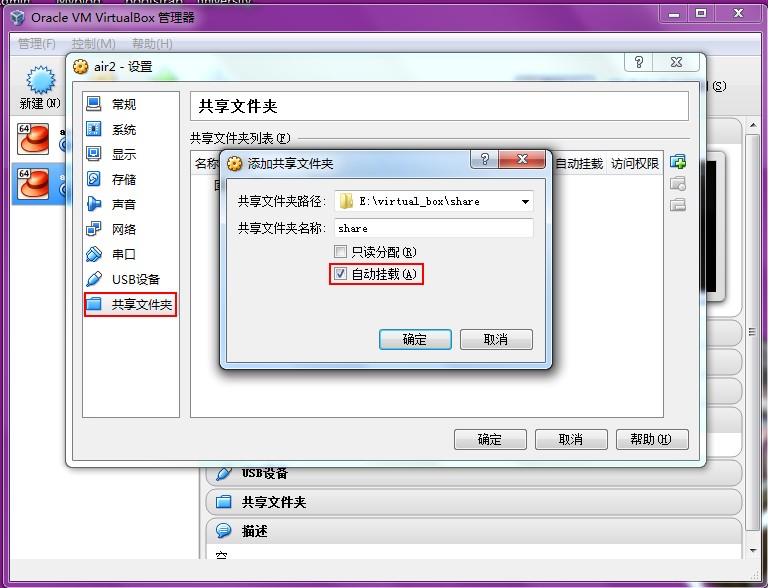 Oracle VM VirtualBox 管理器
管理(F) 控制(M) 帮助(H)
新建(N)
(S)
64
64
air2 - 设置
常规
系统
显示
存储
声音
网络
串口
USB设备
共享文件夹
共享文件夹
共享文件夹列表(F)
名称
自动挂载 访问权限
添加共享文件夹
共享文件夹路径: E:\virtual_box\share
共享文件夹名称: share
只读分配(R)
自动挂载(A)
确定 取消
确定 取消 帮助(H)
USB设备
共享文件夹
描述
空